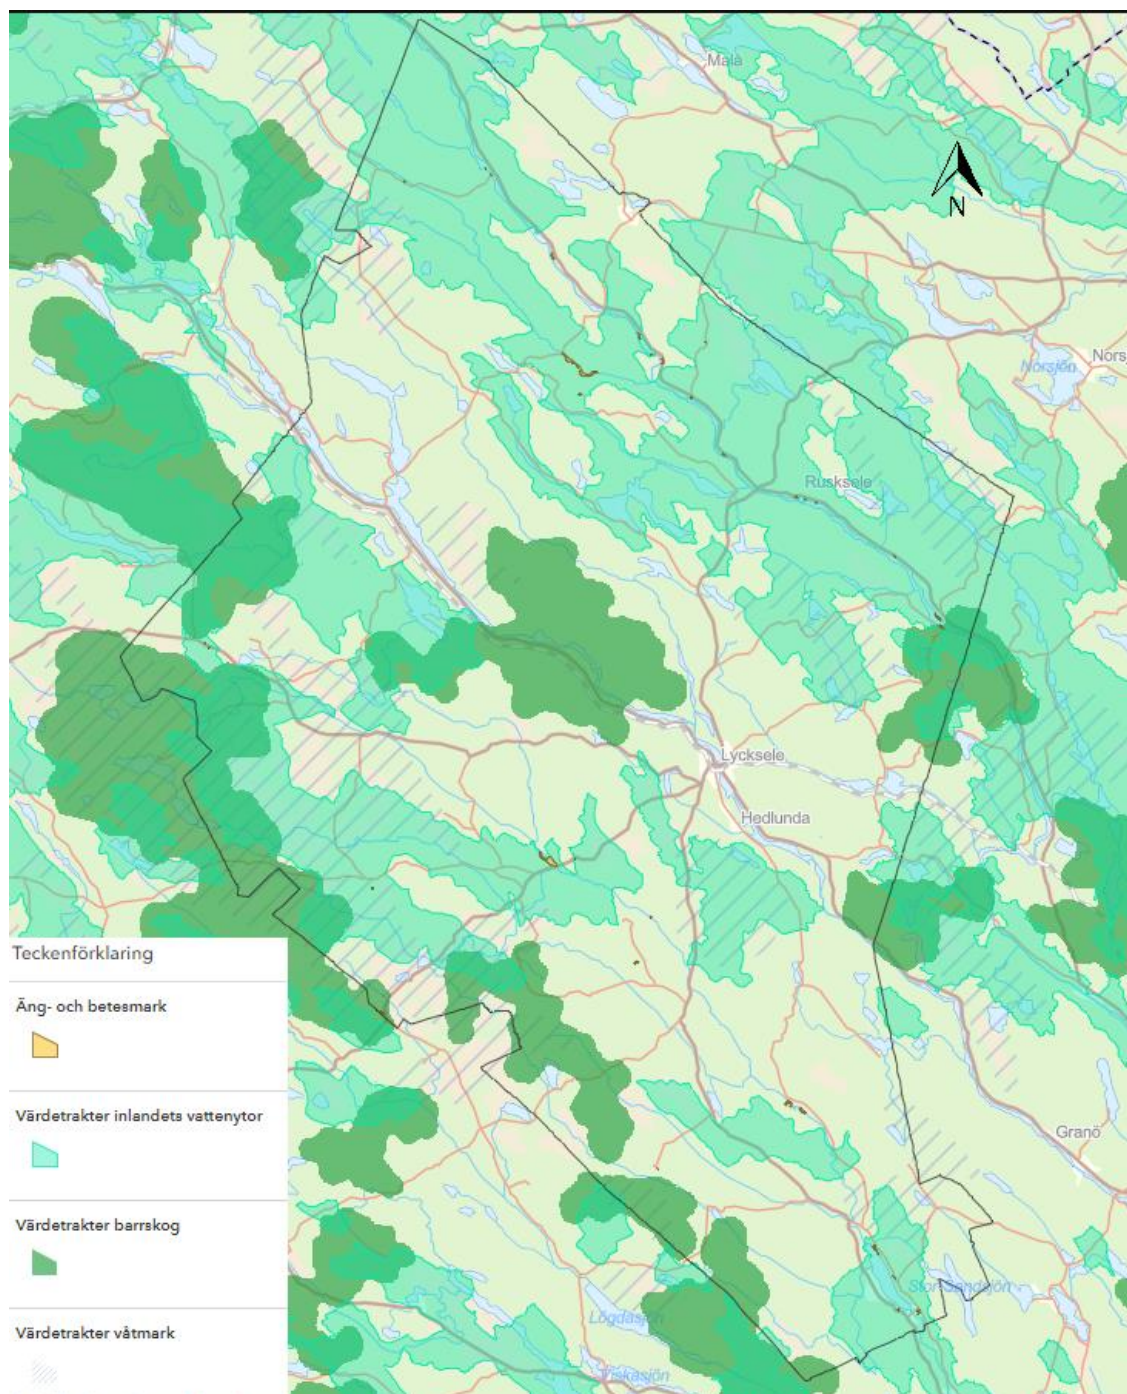 Malå
N
Norsjön
Nors
Rusksele
Lycksele
Hedlunda
Teckenförklaring
Äng- och betesmark
Värdetrakter inlandets vattenytor
Granö
Värdetrakter barrskog
Stor-Sandsjön
Lögdasjön
Värdetrakter våtmark
Viskasjön